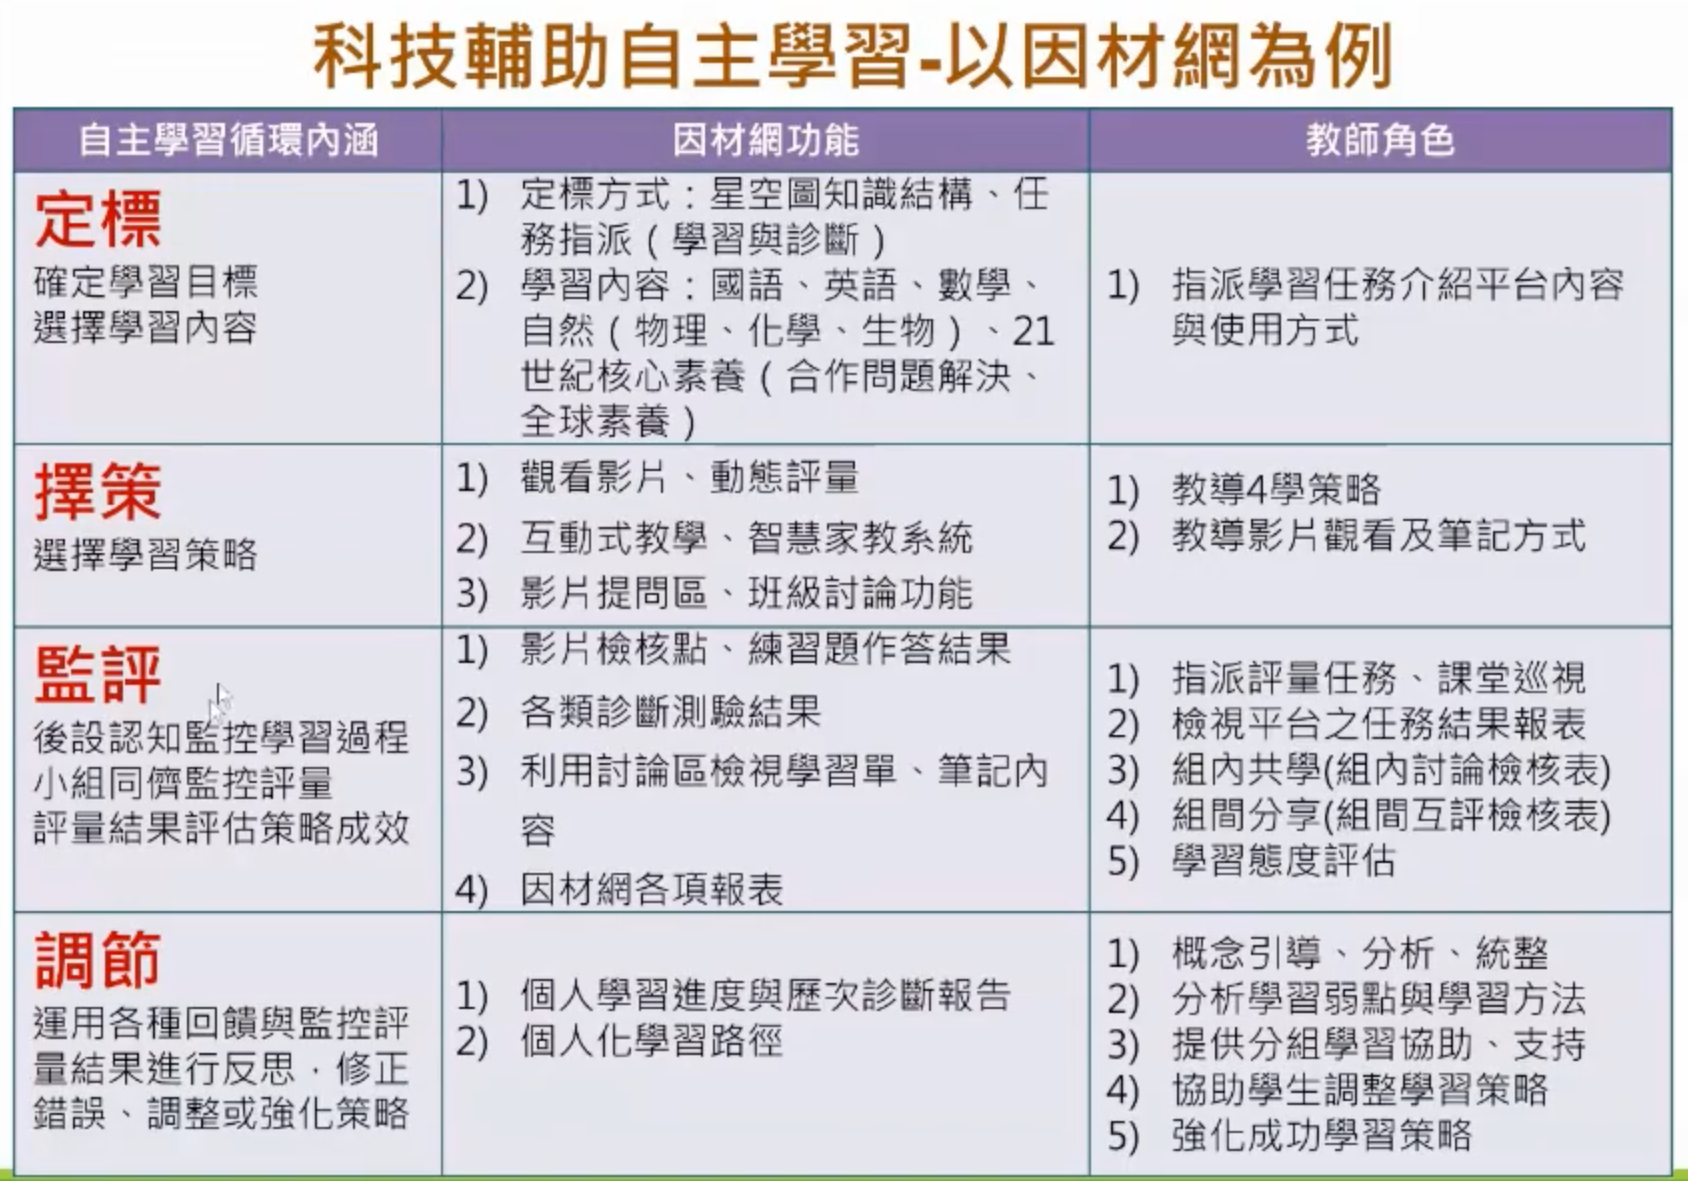 科技輔助自主學習-以因材網為例
自主學習循環內涵
因材網功能
教師角色
定標
確定學習目標
選擇學習內容
1) 定標方式：星空圖知識結構、任
務指派（學習與診斷）
2) 學習內容：國語、英語、數學、
自然（物理、化學、生物）、21
世紀核心素養（合作問題解決、
全球素養）
1) 指派學習任務介紹平台內容
與使用方式
擇策
選擇學習策略
1) 觀看影片、動態評量
2) 互動式教學、智慧家教系統
3) 影片提問區、班級討論功能
1) 教導4學策略
2) 教導影片觀看及筆記方式
監評
後設認知監控學習過程
小組同儕監控評量
評量結果評估策略成效
1) 影片檢核點、練習題作答結果
2) 各類診斷測驗結果
3) 利用討論區檢視學習單、筆記內
容
4) 因材網各項報表
1) 指派評量任務、課堂巡視
2) 檢視平台之任務結果報表
3) 組內共學(組內討論檢核表)
4) 組間分享(組間互評檢核表)
5) 學習態度評估
調節
運用各種回饋與監控評
量結果進行反思，修正
錯誤、調整或強化策略
1) 個人學習進度與歷次診斷報告
2) 個人化學習路徑
1) 概念引導、分析、統整
2) 分析學習弱點與學習方法
3) 提供分組學習協助、支持
4) 協助學生調整學習策略
5) 強化成功學習策略